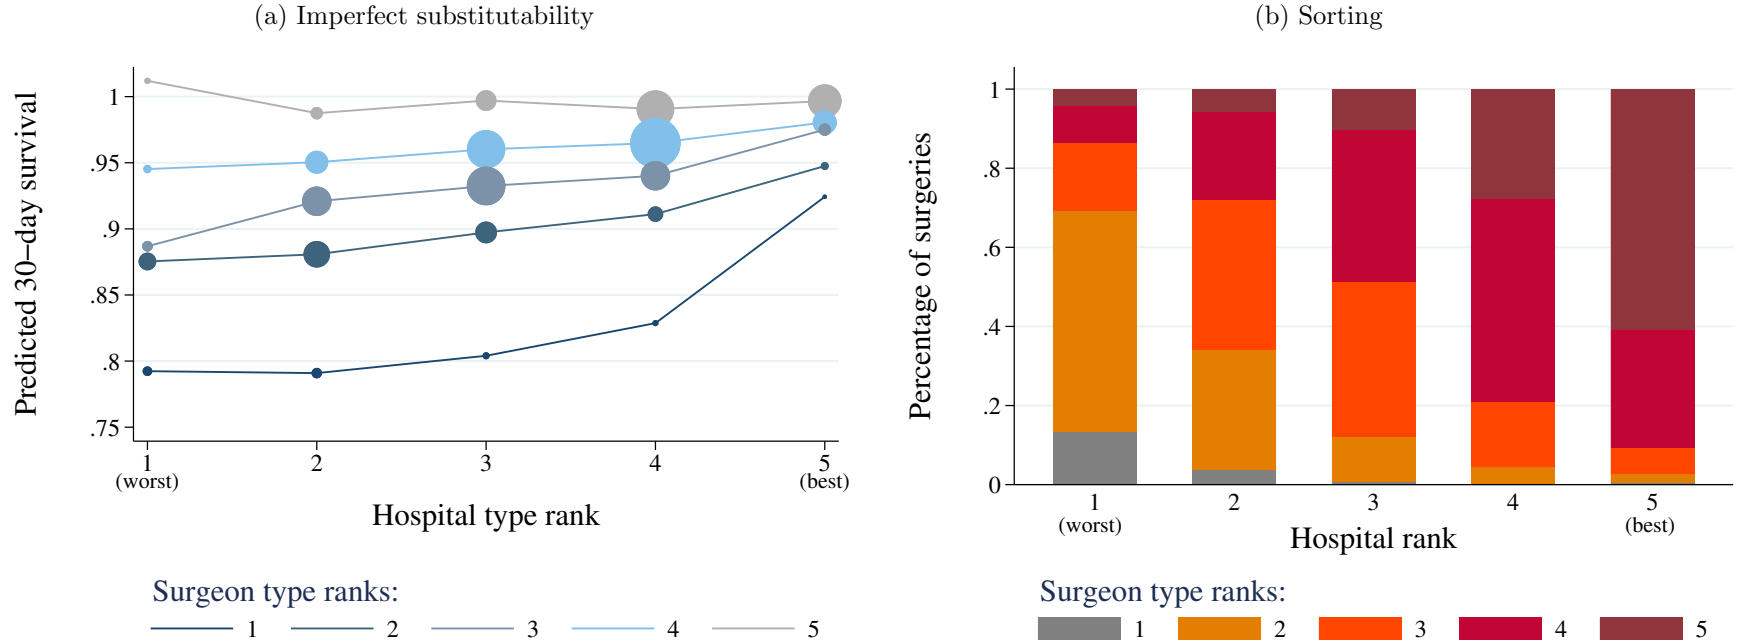 (a) Imperfect substitutability
Predicted 30–day survival
1
.95
.9
.85
.8
.75
1 2 3 4 5
(worst) (best)
Hospital type rank
Surgeon type ranks:
1 2 3 4 5
(b) Sorting
Percentage of surgeries
1
.8
.6
.4
.2
0
1 2 3 4 5
(worst) (best)
Hospital rank
Surgeon type ranks:
1 2 3 4 5